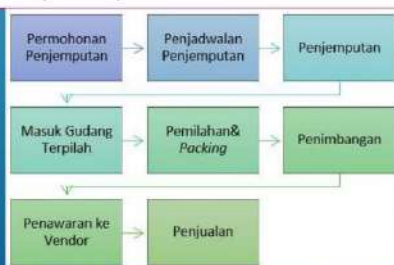 Permohonan
Penjemputan
Penjadwalan
Penjemputan
Penjemputan
Masuk Gudang
Terpilah
Pemilahan&
Packing
Penimbangan
Penawaran ke
Vendor
Penjualan